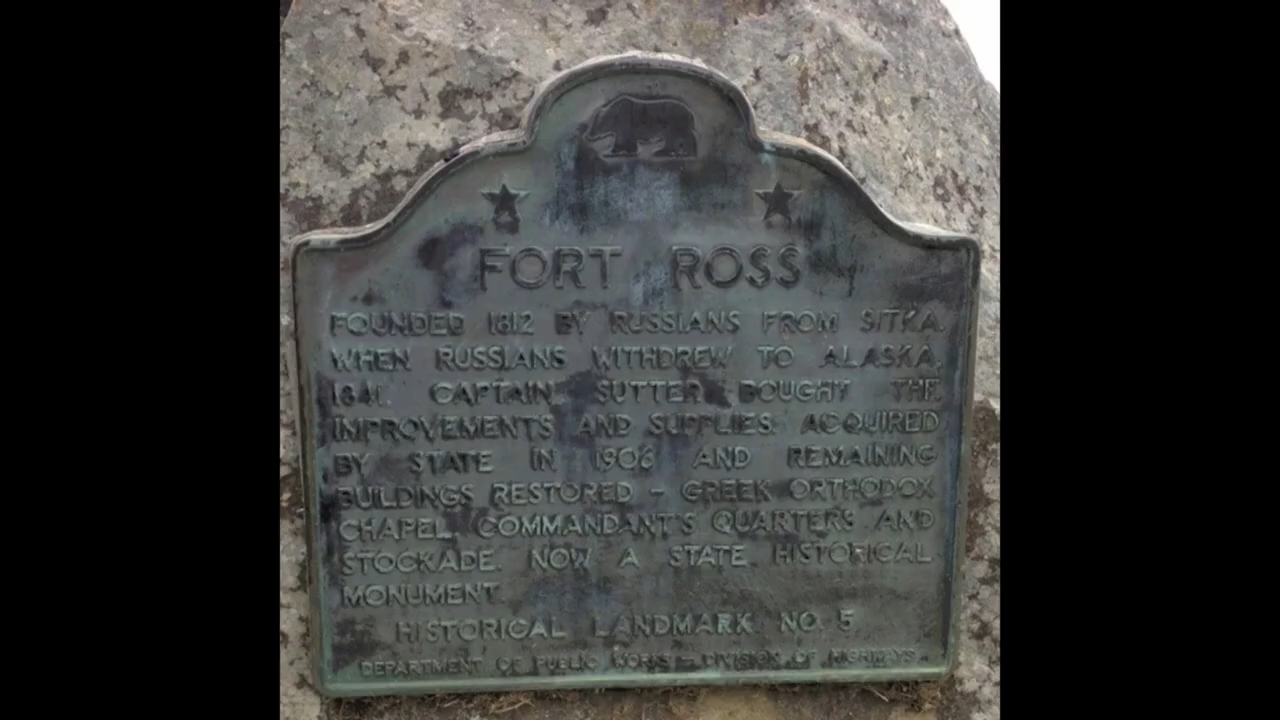 FORT ROSS
FOUNDED 1812 BY RUSSIANS FROM SITKA.
WHEN RUSSIANS WITHDREW TO ALASKA,
1841, CAPTAIN SUTTER BOUGHT THE
IMPROVEMENTS AND SUPPLIES. ACQUIRED
BY STATE IN 1906 AND REMAINING
BUILDINGS RESTORED - GREEK ORTHODOX
CHAPEL, COMMANDANT'S QUARTERS AND
STOCKADE. NOW A STATE HISTORICAL
MONUMENT.
HISTORICAL LANDMARK NO. 5
DEPARTMENT OF PUBLIC WORKS - DIVISION OF HIGHWAYS